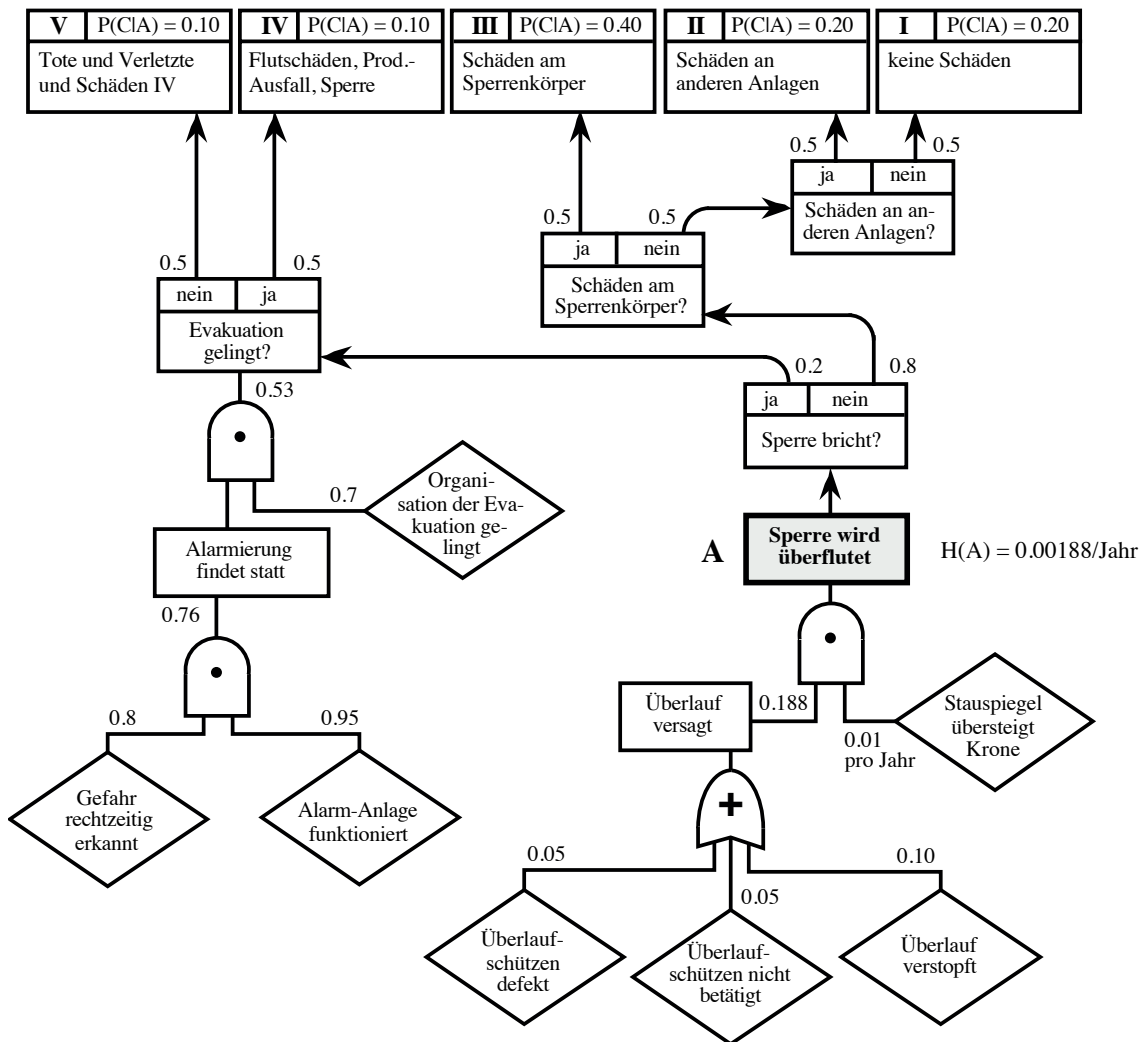 V P(C|A) = 0.10
Tote und Verletzte
und Schäden IV
IV P(C|A) = 0.10
Flutschäden, Prod.-
Ausfall, Sperre
III P(C|A) = 0.40
Schäden am
Sperrenkörper
II P(C|A) = 0.20
Schäden an
anderen Anlagen
I P(C|A) = 0.20
keine Schäden
0.5
0.5
ja
nein
Schäden an an-
deren Anlagen?
0.5
0.5
ja
nein
Schäden am
Sperrenkörper?
0.5
0.5
nein
ja
Evakuation
gelingt?
0.53
0.2
0.8
ja
nein
Sperre bricht?
0.7
Organi-
sation der Eva-
kuation ge-
lingt
Alarmierung
findet statt
0.76
A
Sperre wird
überflutet
H(A) = 0.00188/Jahr
0.8
0.95
Gefahr
rechtzeitig
erkannt
Alarm-Anlage
funktioniert
Überlauf
versagt
0.188
0.01
pro Jahr
Stauspiegel
übersteigt
Krone
+
0.05
0.05
0.10
Überlauf-
schützen
defekt
Überlauf-
schützen nicht
betätigt
Überlauf
verstopft